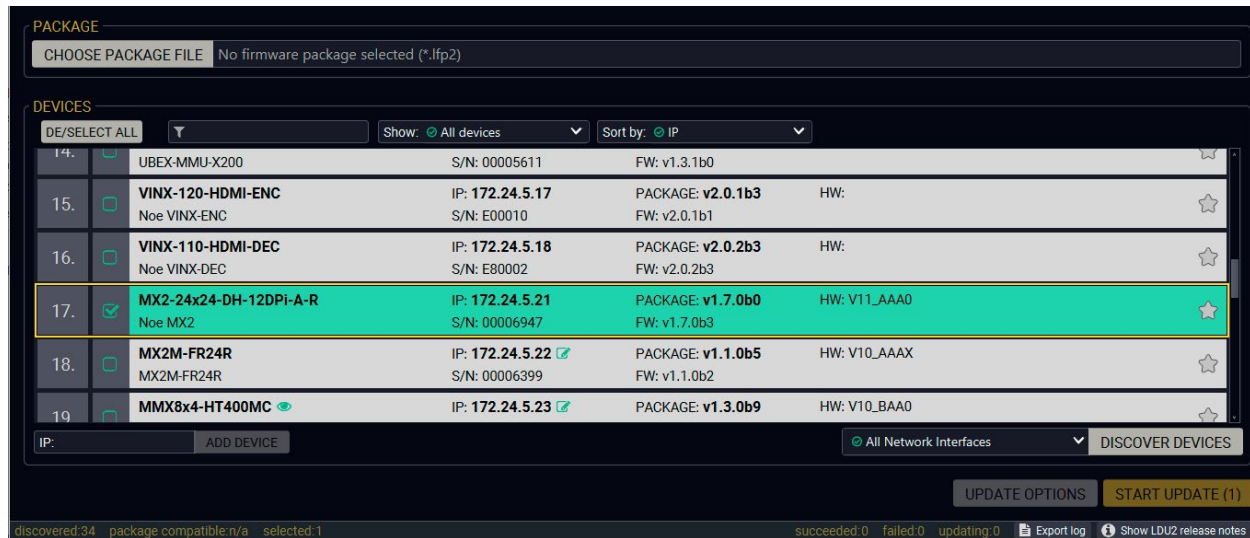 PACKAGE
CHOOSE PACKAGE FILE No firmware package selected (*.lfp2)
DEVICES
DE/SELECT ALL Show: All devices Sort by: IP
14. UBEX-MMU-X200 S/N: 00005611 FW: v1.3.1b0
VINX-120-HDMI-ENC IP: 172.24.5.17 PACKAGE: v2.0.1b3 HW:
15.
Noe VINX-ENC S/N: E00010 FW: v2.0.1b1
VINX-110-HDMI-DEC IP: 172.24.5.18 PACKAGE: v2.0.2b3 HW:
16.
Noe VINX-DEC S/N: E80002 FW: v2.0.2b3
MX2-24x24-DH-12DPi-A-R IP: 172.24.5.21 PACKAGE: v1.7.0b0 HW: V11_AAA0
17.
Noe MX2 S/N: 00006947 FW: v1.7.0b3
MX2M-FR24R IP: 172.24.5.22 PACKAGE: v1.1.0b5 HW: V10_AAAX
18.
MX2M-FR24R S/N: 00006399 FW: v1.1.0b2
MMX8x4-HT400MC IP: 172.24.5.23 PACKAGE: v1.3.0b9 HW: V10_BAA0
19
IP: ADD DEVICE All Network Interfaces DISCOVER DEVICES
UPDATE OPTIONS START UPDATE (1)
discovered:34 package compatible:n/a selected:1 succeeded:0 failed:0 updating:0 Export log Show LDU2 release notes